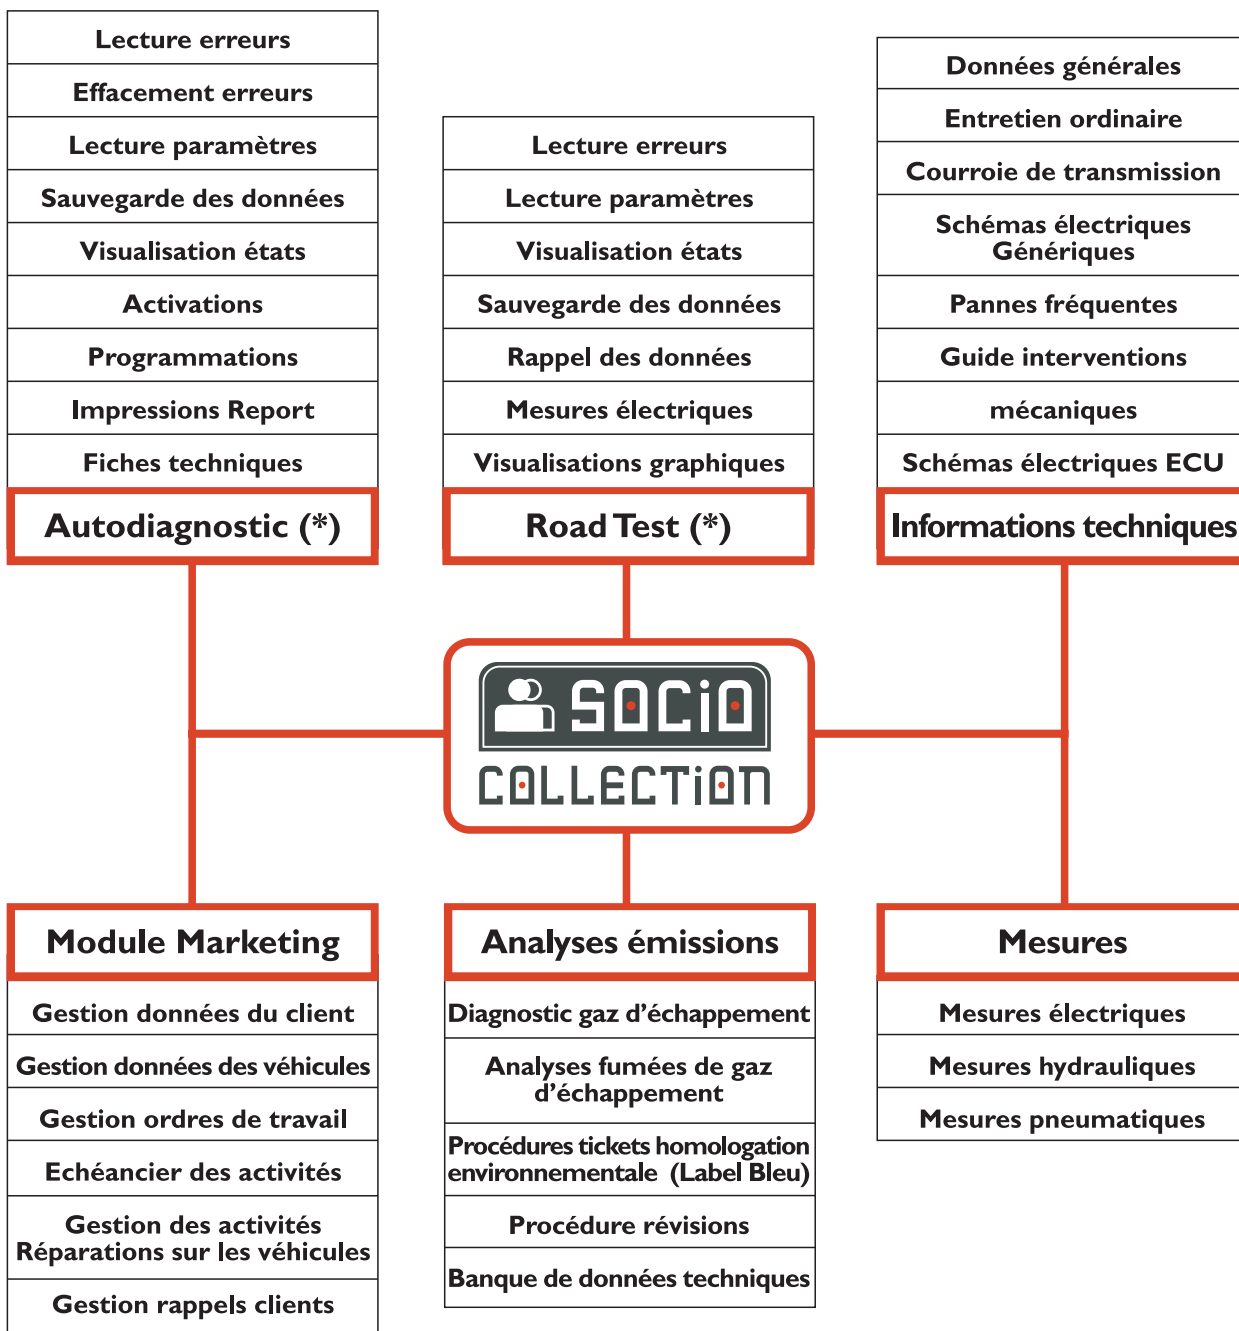 Lecture erreurs
Effacement erreurs
Lecture paramètres
Sauvegarde des données
Visualisation états
Activations
Programmations
Impressions Report
Fiches techniques
Autodiagnostic (*)
Lecture erreurs
Lecture paramètres
Visualisation états
Sauvegarde des données
Rappel des données
Mesures électriques
Visualisations graphiques
Road Test (*)
Données générales
Entretien ordinaire
Courroie de transmission
Schémas électriques
Génériques
Pannes fréquentes
Guide interventions
mécaniques
Schémas électriques ECU
Informations techniques
SOCiO
COLLECTiON
Module Marketing
Gestion données du client
Gestion données des véhicules
Gestion ordres de travail
Echéancier des activités
Gestion des activités
Réparations sur les véhicules
Gestion rappels clients
Analyses émissions
Diagnostic gaz d’échappement
Analyses fumées de gaz
d’échappement
Procédures tickets homologation
environnementale (Label Bleu)
Procédure révisions
Banque de données techniques
Mesures
Mesures électriques
Mesures hydrauliques
Mesures pneumatiques